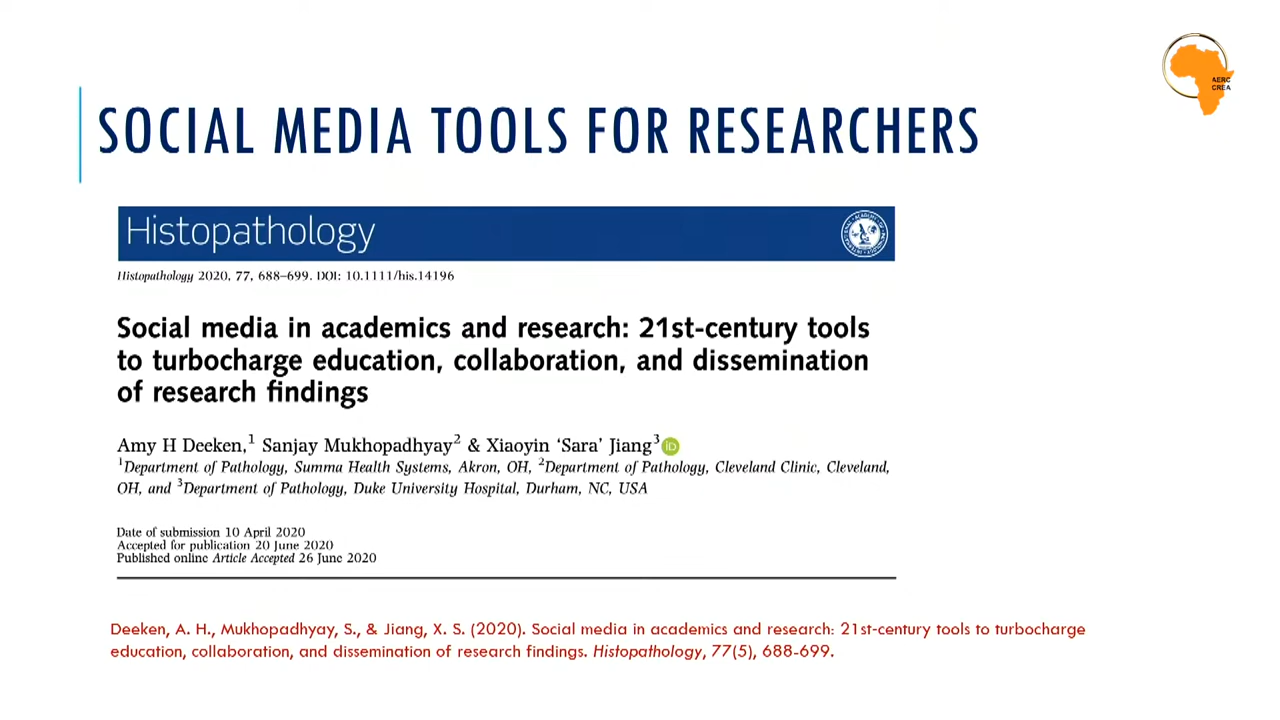 AERC
CREA
SOCIAL MEDIA TOOLS FOR RESEARCHERS
Histopathology
Histopathology 2020, 77, 688–699. DOI: 10.1111/his.14196
Social media in academics and research: 21st-century tools
to turbocharge education, collaboration, and dissemination
of research findings
Amy H Deeken,1 Sanjay Mukhopadhyay2 & Xiaoyin ‘Sara’ Jiang3 iD
1Department of Pathology, Summa Health Systems, Akron, OH, 2Department of Pathology, Cleveland Clinic, Cleveland,
OH, and 3Department of Pathology, Duke University Hospital, Durham, NC, USA
Date of submission 10 April 2020
Accepted for publication 20 June 2020
Published online Article Accepted 26 June 2020
Deeken, A. H., Mukhopadhyay, S., & Jiang, X. S. (2020). Social media in academics and research: 21st-century tools to turbocharge
education, collaboration, and dissemination of research findings. Histopathology, 77(5), 688-699.